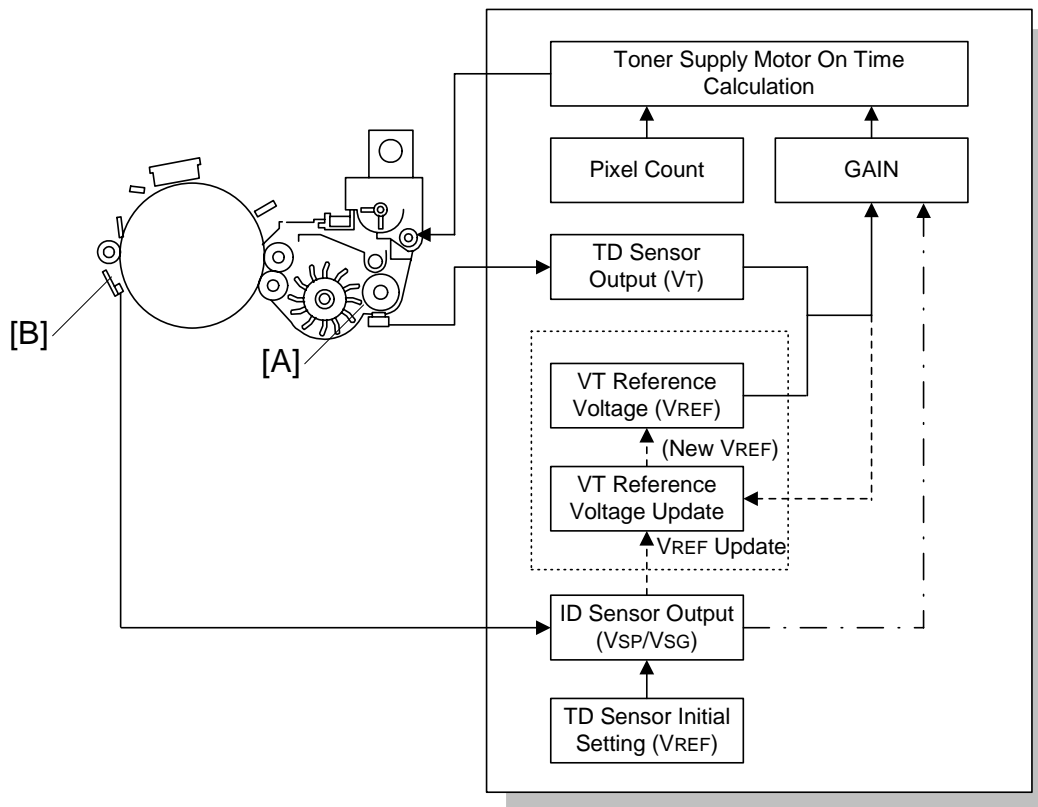 Toner Supply Motor On Time
Calculation
Pixel Count
GAIN
TD Sensor
Output (VT)
[B]
[A]
VT Reference
Voltage (VREF)
(New VREF)
VT Reference
Voltage Update
VREF Update
ID Sensor Output
(VSP/VSG)
TD Sensor Initial
Setting (VREF)